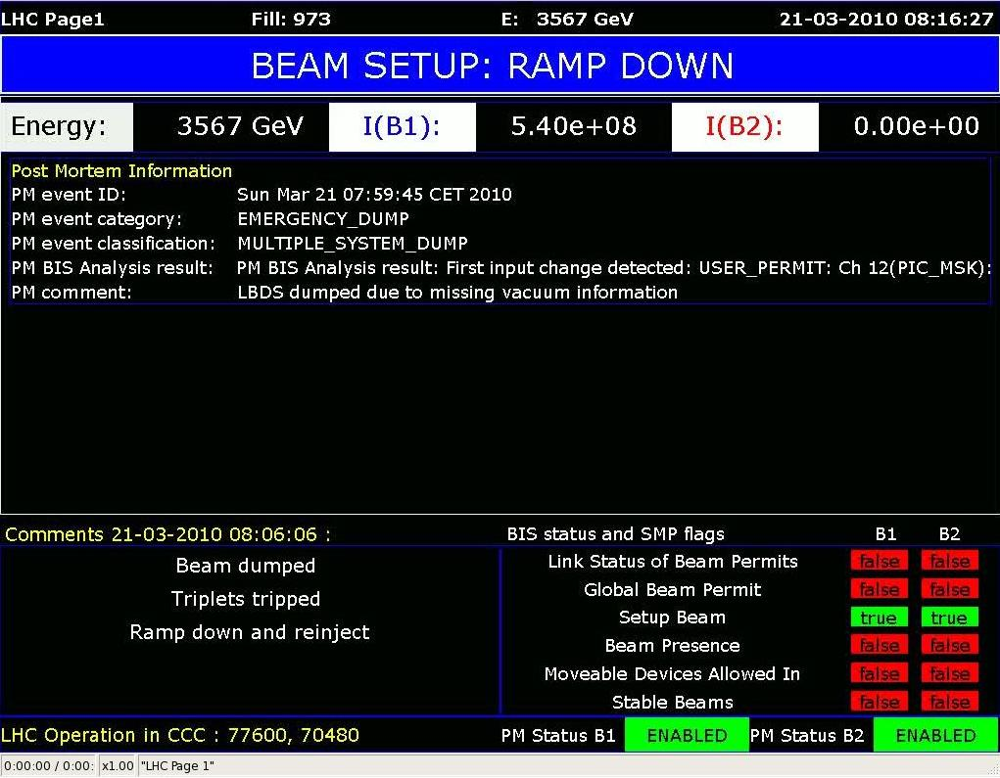 LHC Page1 Fill: 973 E: 3567 GeV 21-03-2010 08:16:27
BEAM SETUP: RAMP DOWN
Energy: 3567 GeV I(B1): 5.40e+08 I(B2): 0.00e+00
Post Mortem Information
PM event ID: Sun Mar 21 07:59:45 CET 2010
PM event category: EMERGENCY_DUMP
PM event classification: MULTIPLE_SYSTEM_DUMP
PM BIS Analysis result: PM BIS Analysis result: First input change detected: USER_PERMIT: Ch 12(PIC_MSK):
PM comment: LBDS dumped due to missing vacuum information
Comments 21-03-2010 08:06:06 :
Beam dumped
Triplets tripped
Ramp down and reinject
BIS status and SMP flags B1 B2
Link Status of Beam Permits false false
Global Beam Permit false false
Setup Beam true true
Beam Presence false false
Moveable Devices Allowed In false false
Stable Beams false false
LHC Operation in CCC : 77600, 70480 PM Status B1 ENABLED PM Status B2 ENABLED
0:00:00 / 0:00: x1.00 "LHC Page 1"